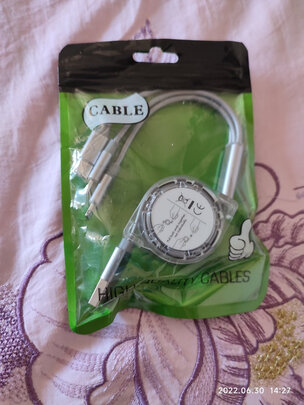 CABLE
HIGH QUALITY CABLES
2022.06.30 14:27